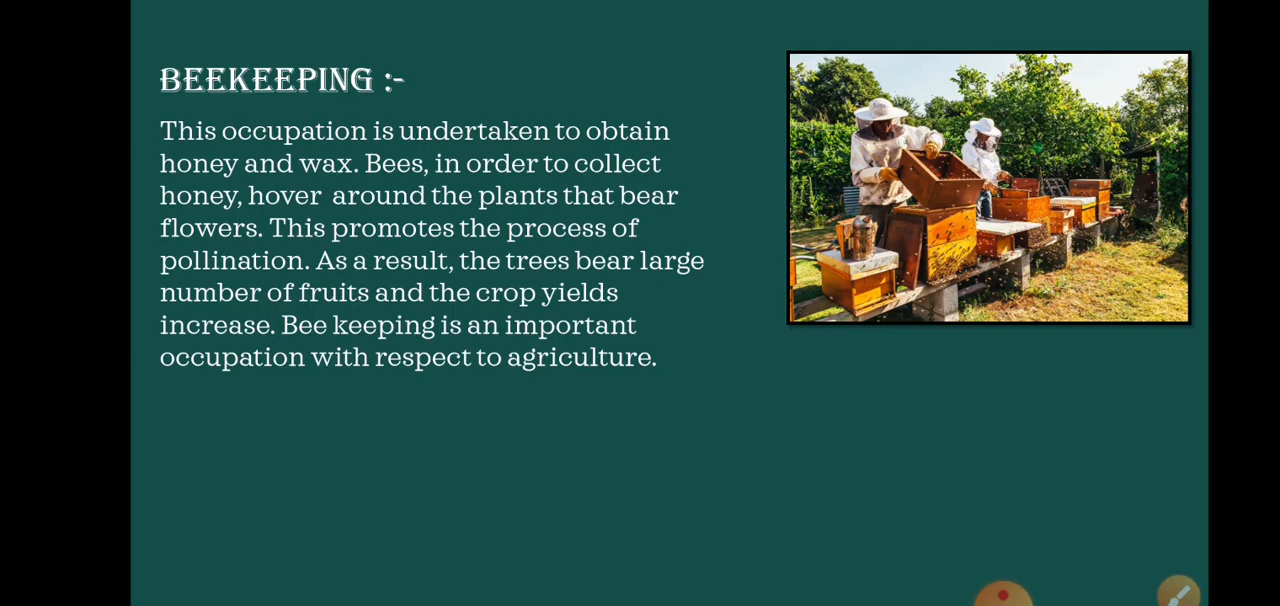 BEEKEEPING :-
This occupation is undertaken to obtain
honey and wax. Bees, in order to collect
honey, hover around the plants that bear
flowers. This promotes the process of
pollination. As a result, the trees bear large
number of fruits and the crop yields
increase. Bee keeping is an important
occupation with respect to agriculture.